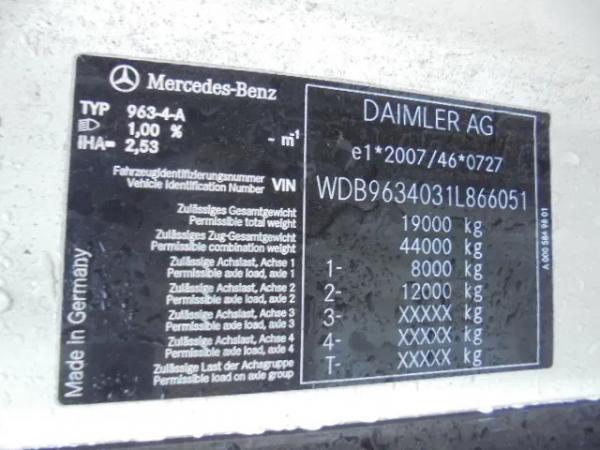 Mercedes-Benz
TYP 963-4-A
1,00 % ~ m⁻¹
IHA= 2,53
Fahrzeugidentifizierungsnummer
Vehicle Identification Number VIN
Zulässiges Gesamtgewicht
Permissible total weight
Zulässiges Zug-Gesamtgewicht
Permissible combination weight
Zulässige Achslast, Achse 1
Permissible axle load, axle 1
Zulässige Achslast, Achse 2
Permissible axle load, axle 2
Zulässige Achslast, Achse 3
Permissible axle load, axle 3
Zulässige Achslast, Achse 4
Permissible axle load, axle 4
Zulässige Last der Achsgruppe
Permissible load on axle group
Made in Germany
DAIMLER AG
e1*2007/46*0727
WDB9634031L866051
19000 kg
44000 kg
1- 8000 kg
2- 12000 kg
3- XXXXX kg
4- XXXXX kg
T- XXXXX kg
A 000 584 98 01